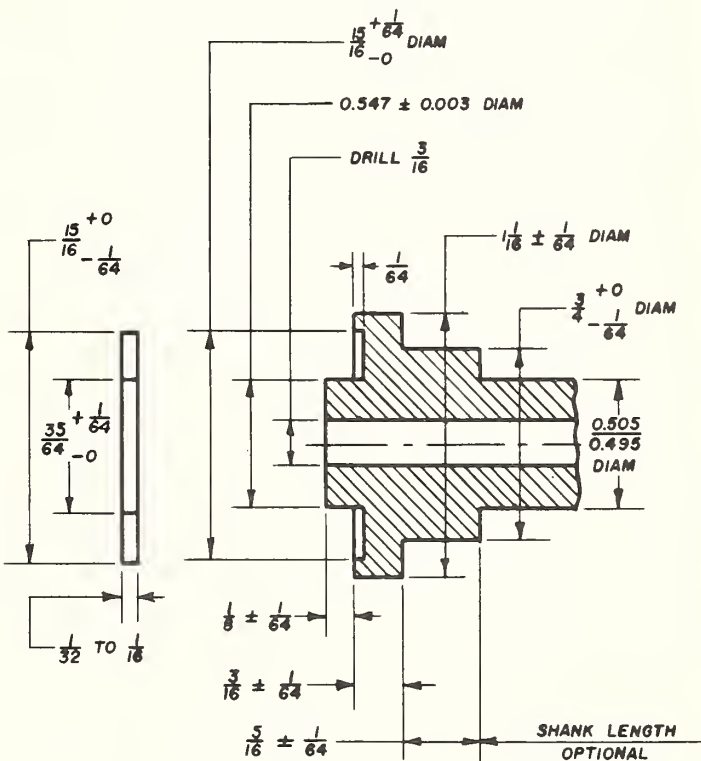 15/16 +1/64 -0 DIAM
0.547 ± 0.003 DIAM
DRILL 3/16
15/16 +0 -1/64
1/64
1 1/16 ± 1/64 DIAM
3/4 +0 -1/64 DIAM
35/64 +1/64 -0
0.505
0.495
DIAM
1/8 ± 1/64
1/32 TO 1/16
3/16 ± 1/64
5/16 ± 1/64
SHANK LENGTH
OPTIONAL